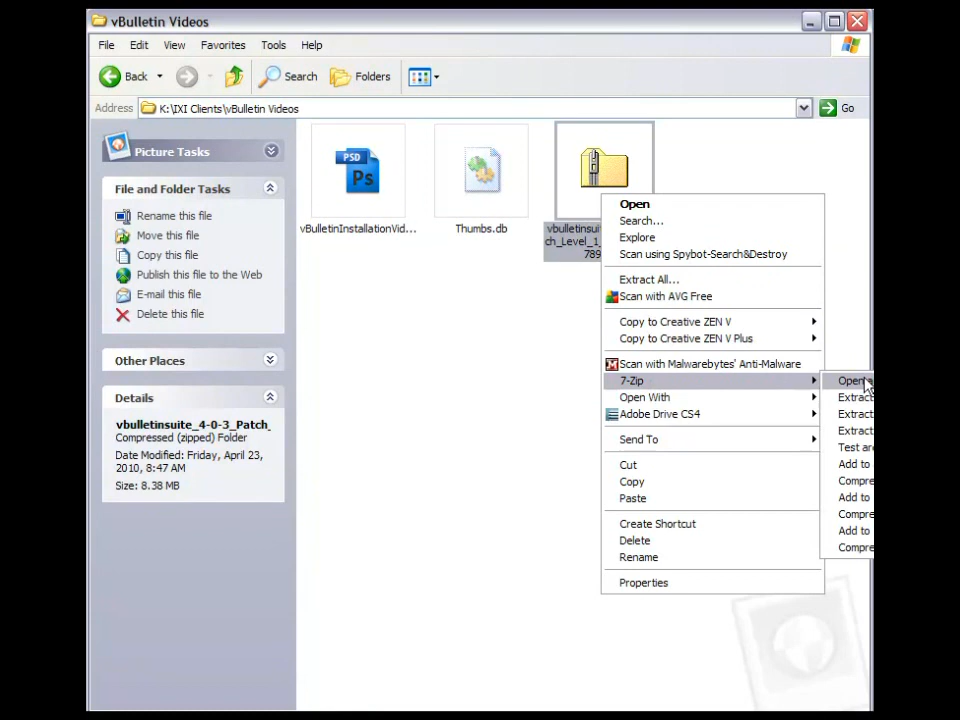 vBulletin Videos
File Edit View Favorites Tools Help
Back Search Folders
Address K:\IXI Clients\vBulletin Videos Go
Picture Tasks
File and Folder Tasks
Rename this file
Move this file
Copy this file
Publish this file to the Web
E-mail this file
Delete this file
Other Places
Details
vbulletinsuite_4-0-3_Patch_
Compressed (zipped) Folder
Date Modified: Friday, April 23,
2010, 8:47 AM
Size: 8.38 MB
PSD
Ps
vBulletinInstallationVid...
Thumbs.db
vbulletinsui
ch_Level_1_
789
Open
Search...
Explore
Scan using Spybot-Search&Destroy
Extract All...
Scan with AVG Free
Copy to Creative ZEN V
Copy to Creative ZEN V Plus
Scan with Malwarebytes' Anti-Malware
7-Zip
Open With
Adobe Drive CS4
Send To
Cut
Copy
Paste
Create Shortcut
Delete
Rename
Properties
Open
Extract
Extract
Extract
Test ar
Add to
Compre
Add to
Compre
Add to
Compre